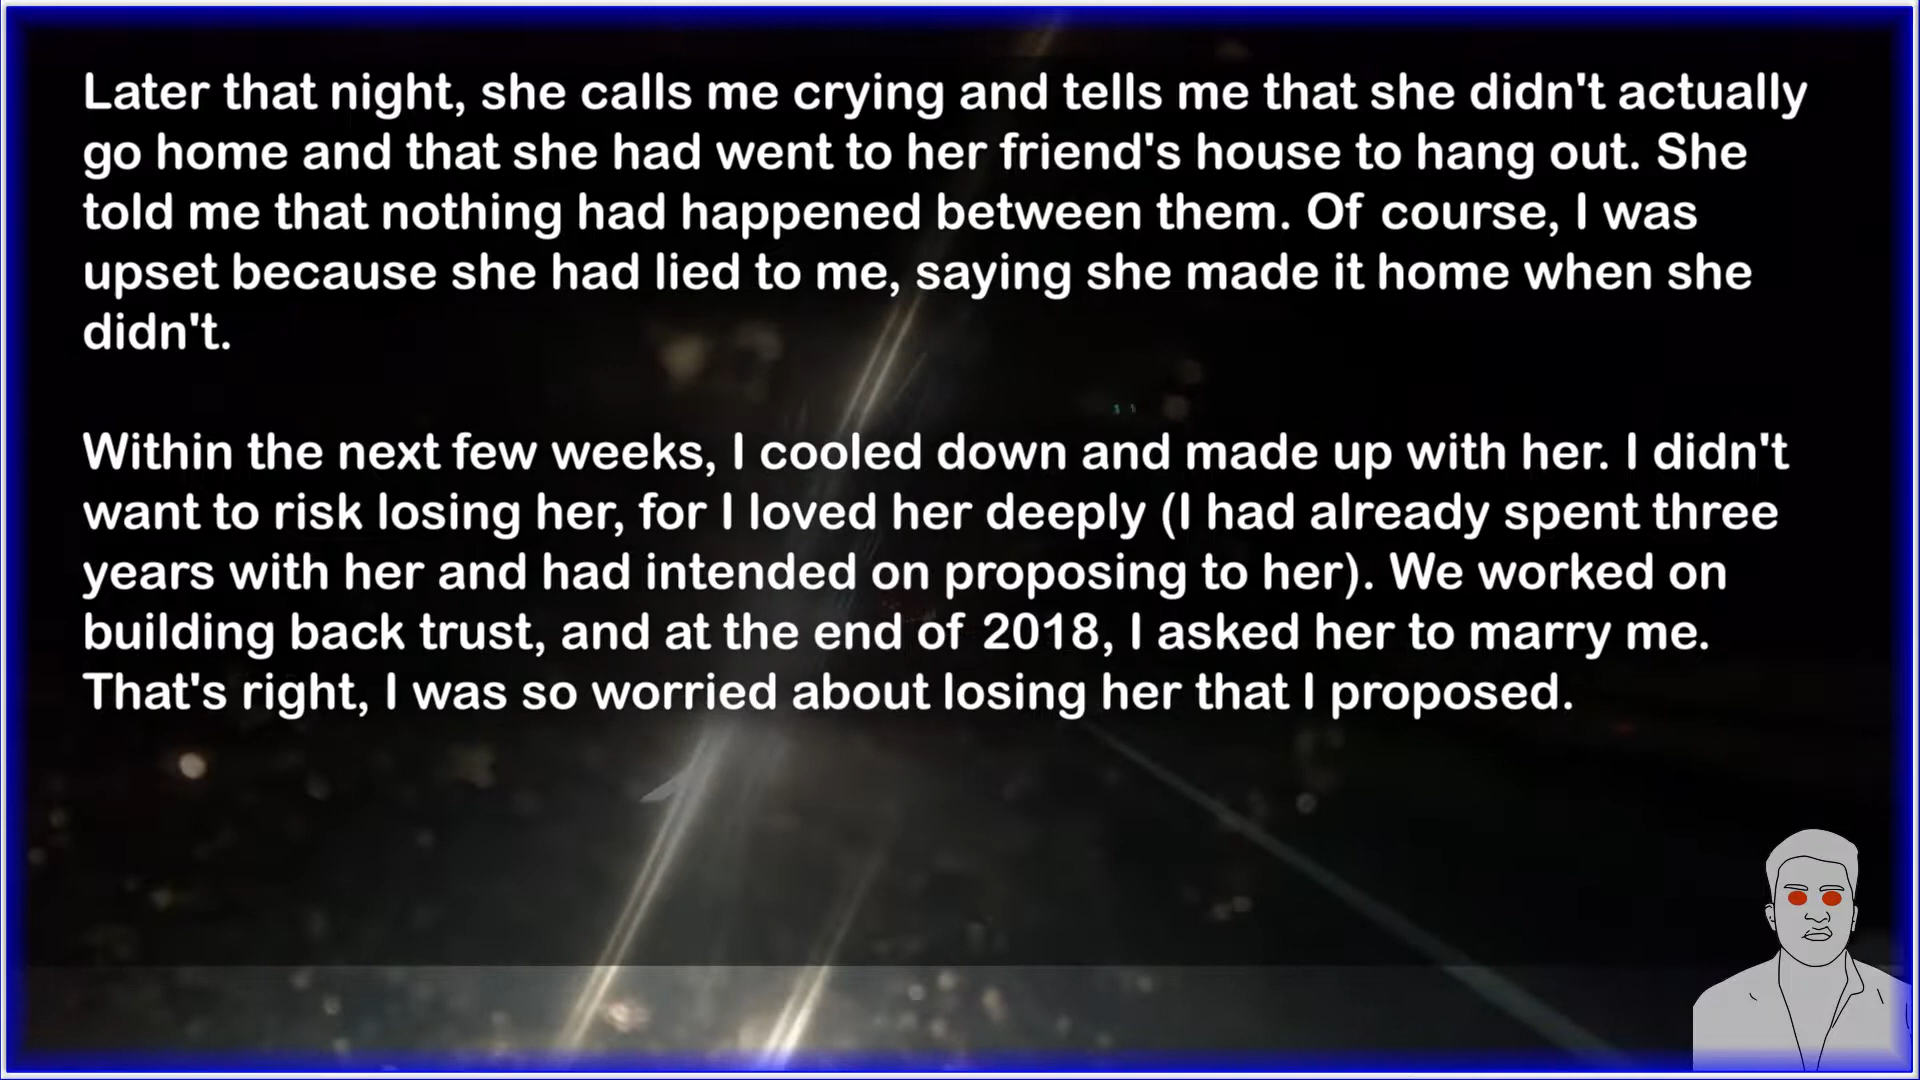 Later that night, she calls me crying and tells me that she didn't actually
go home and that she had went to her friend's house to hang out. She
told me that nothing had happened between them. Of course, I was
upset because she had lied to me, saying she made it home when she
didn't.
Within the next few weeks, I cooled down and made up with her. I didn't
want to risk losing her, for I loved her deeply (I had already spent three
years with her and had intended on proposing to her). We worked on
building back trust, and at the end of 2018, I asked her to marry me.
That's right, I was so worried about losing her that I proposed.